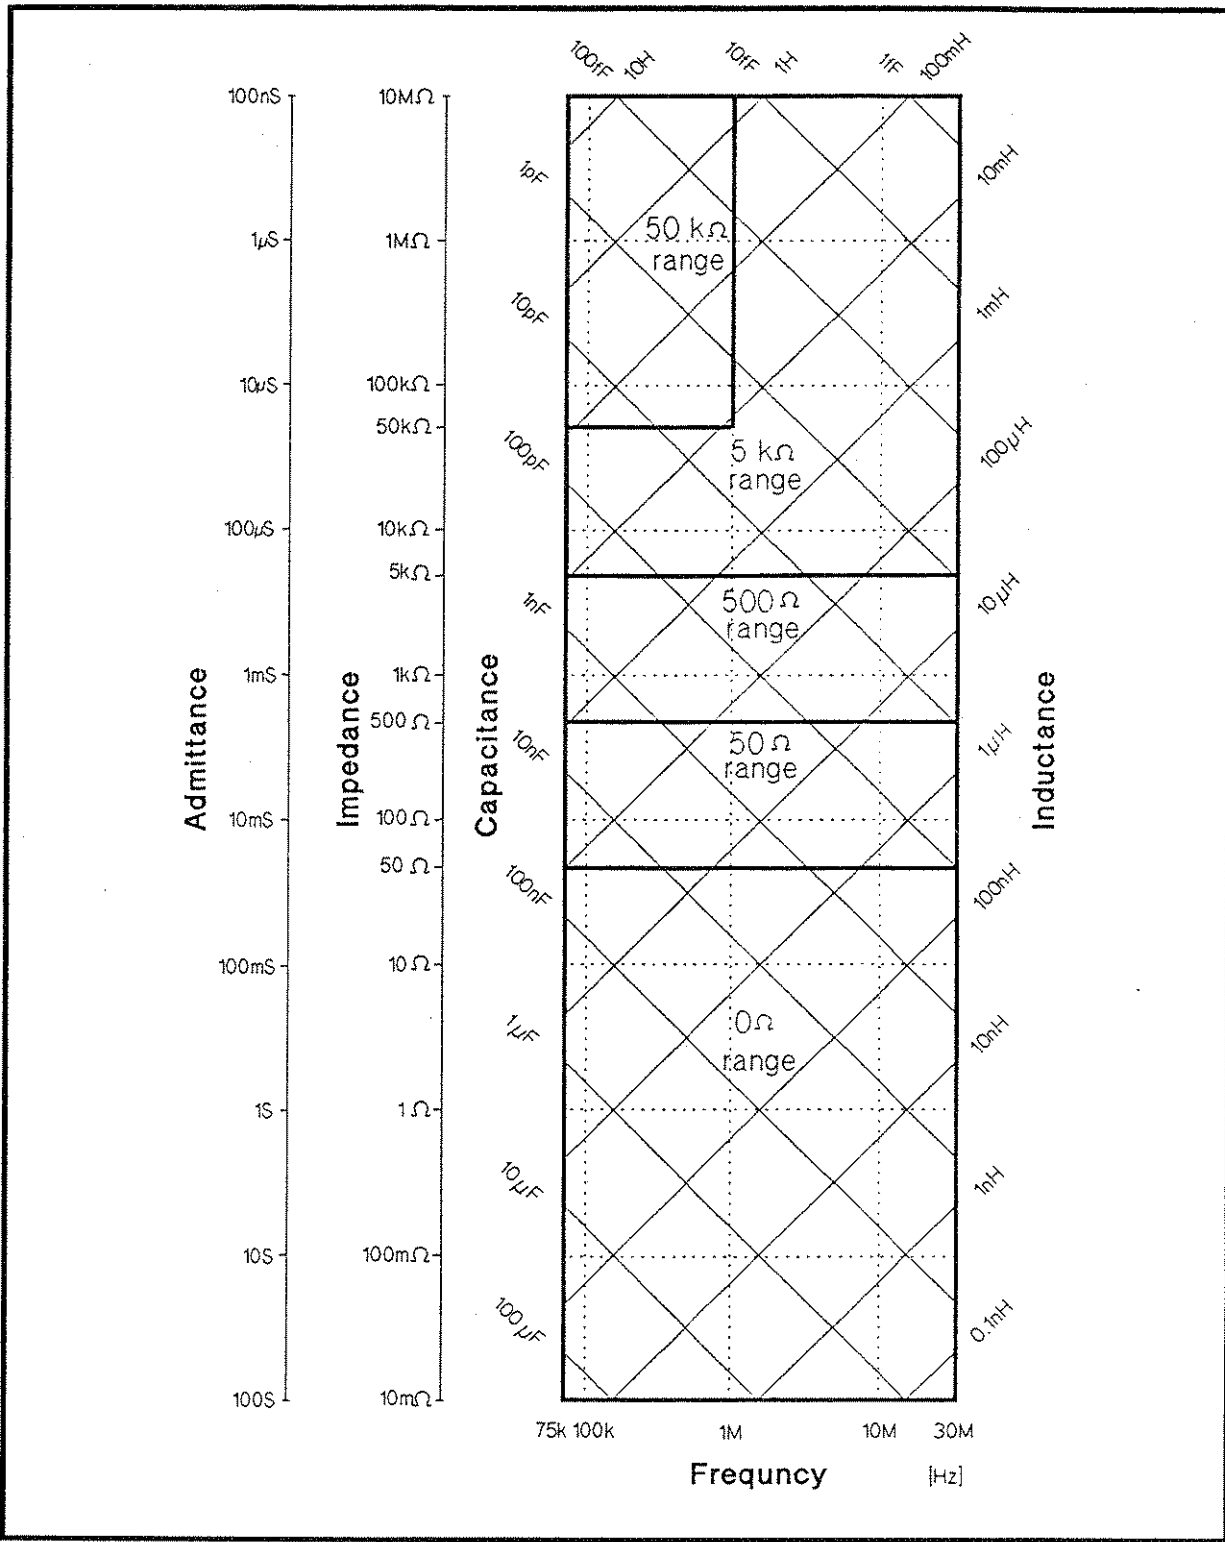 100fF 10H 10fF 1H 1fF 100mH
100nS 10MΩ
1pF 10mH
50 kΩ
range
1µS 1MΩ
10pF 1mH
10µS 100kΩ
50kΩ
100pF 5 kΩ 100µH
range
100µS 10kΩ
5kΩ
1nF 500Ω 10µH
range
1mS 1kΩ
Admittance Impedance Capacitance Inductance
500Ω
10nF 50Ω 1µH
range
10mS 100Ω
50Ω
100nF 100nH
100mS 10Ω
1µF 0Ω 10nH
range
1S 1Ω
10µF 1nH
10S 100mΩ
100µF 0.1nH
100S 10mΩ
75k 100k 1M 10M 30M
Frequncy [Hz]